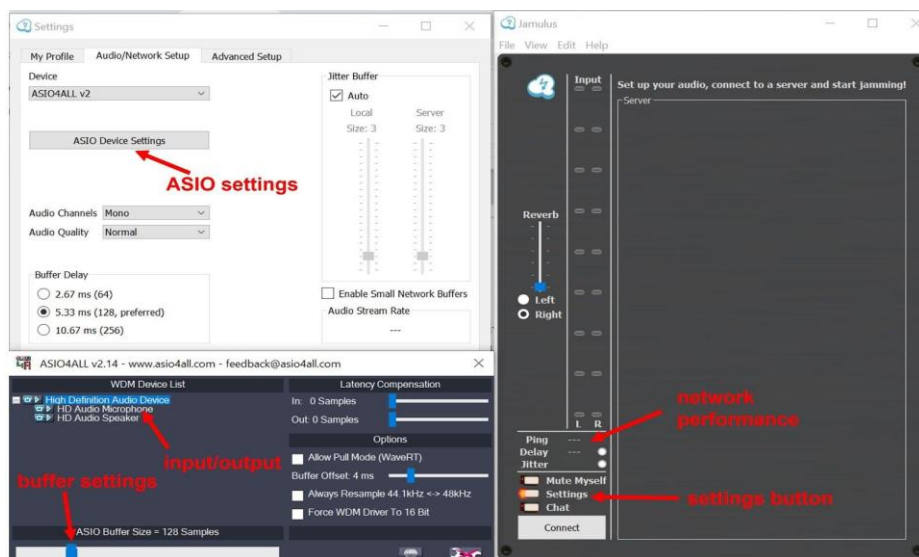 Settings
My Profile Audio/Network Setup Advanced Setup
Device
ASIO4ALL v2
ASIO Device Settings
ASIO settings
Audio Channels Mono
Audio Quality Normal
Buffer Delay
2.67 ms (64)
5.33 ms (128, preferred)
10.67 ms (256)
Jitter Buffer
Auto
Local Server
Size: 3 Size: 3
Enable Small Network Buffers
Audio Stream Rate
---
ASIO4ALL v2.14 - www.asio4all.com - feedback@asio4all.com
WDM Device List
High Definition Audio Device
HD Audio Microphone
HD Audio Speaker
input/output
buffer settings
ASIO Buffer Size = 128 Samples
Latency Compensation
In: 0 Samples
Out: 0 Samples
Options
Allow Pull Mode (WaveRT)
Buffer Offset: 4 ms
Always Resample 44.1kHz <-> 48kHz
Force WDM Driver To 16 Bit
Jamulus
File View Edit Help
Input
Set up your audio, connect to a server and start jamming!
Server
Reverb
Left
Right
L R
network
performance
Ping ---
Delay ---
Jitter
Mute Myself
Settings
settings button
Chat
Connect